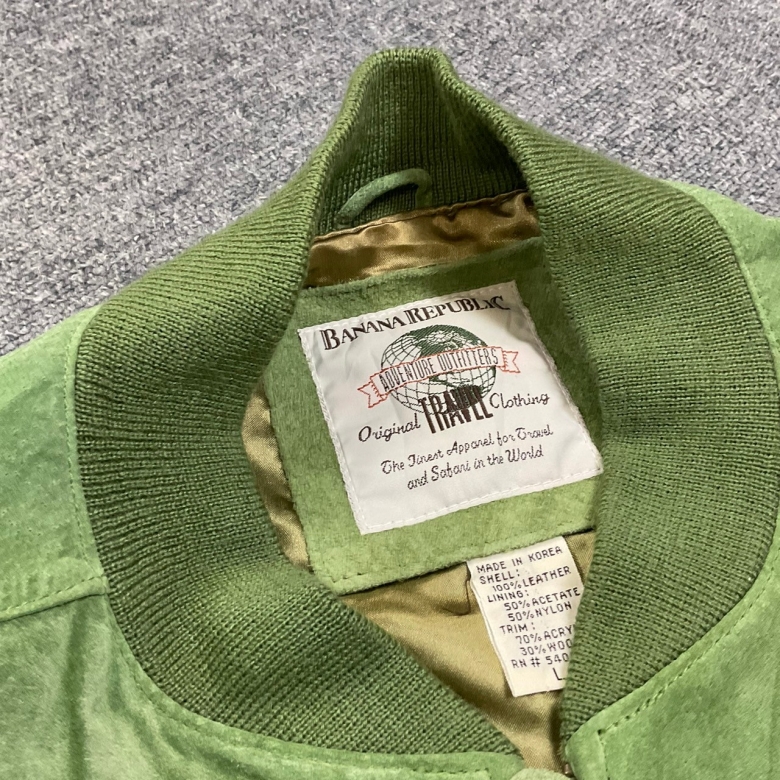 BANANA REPUBLIC
ADVENTURE OUTFITTERS
Original TRAVEL Clothing
The Finest Apparel for Travel
and Safari in the World
MADE IN KOREA
SHELL:
100% LEATHER
LINING:
50% ACETATE
50% NYLON
TRIM:
70% ACRY
30% WOO
RN # 540
L